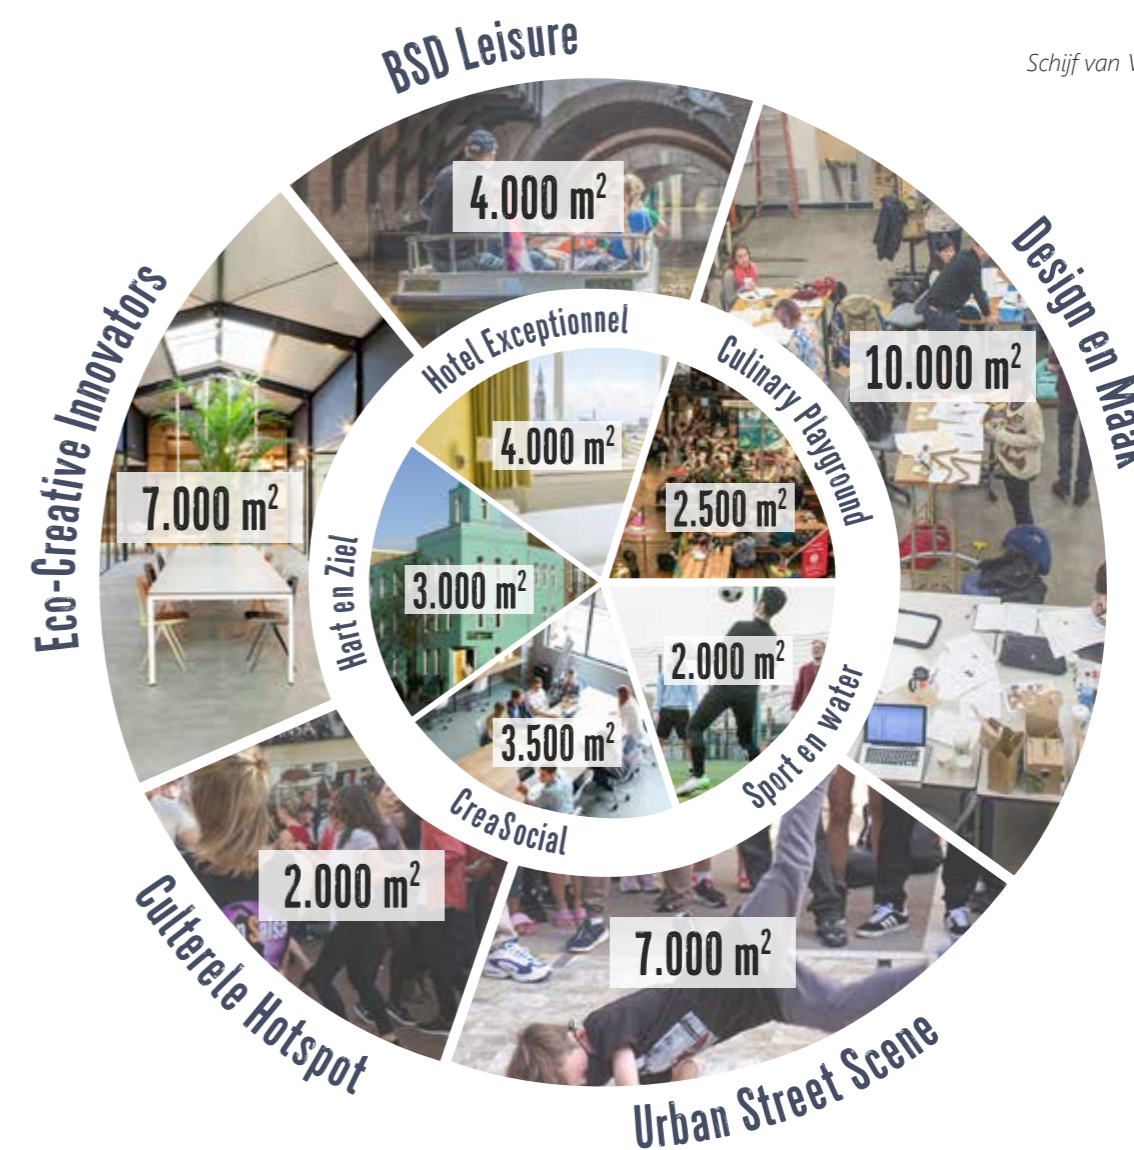 Schijf van
BSD Leisure
4.000 m²
Design en Maak
10.000 m²
Eco-Creative Innovators
7.000 m²
Hotel Exceptionnel
4.000 m²
Culinary Playground
2.500 m²
Hart en Ziel
3.000 m²
Sport en water
2.000 m²
CreaSocial
3.500 m²
Culterele Hotspot
2.000 m²
Urban Street Scene
7.000 m²